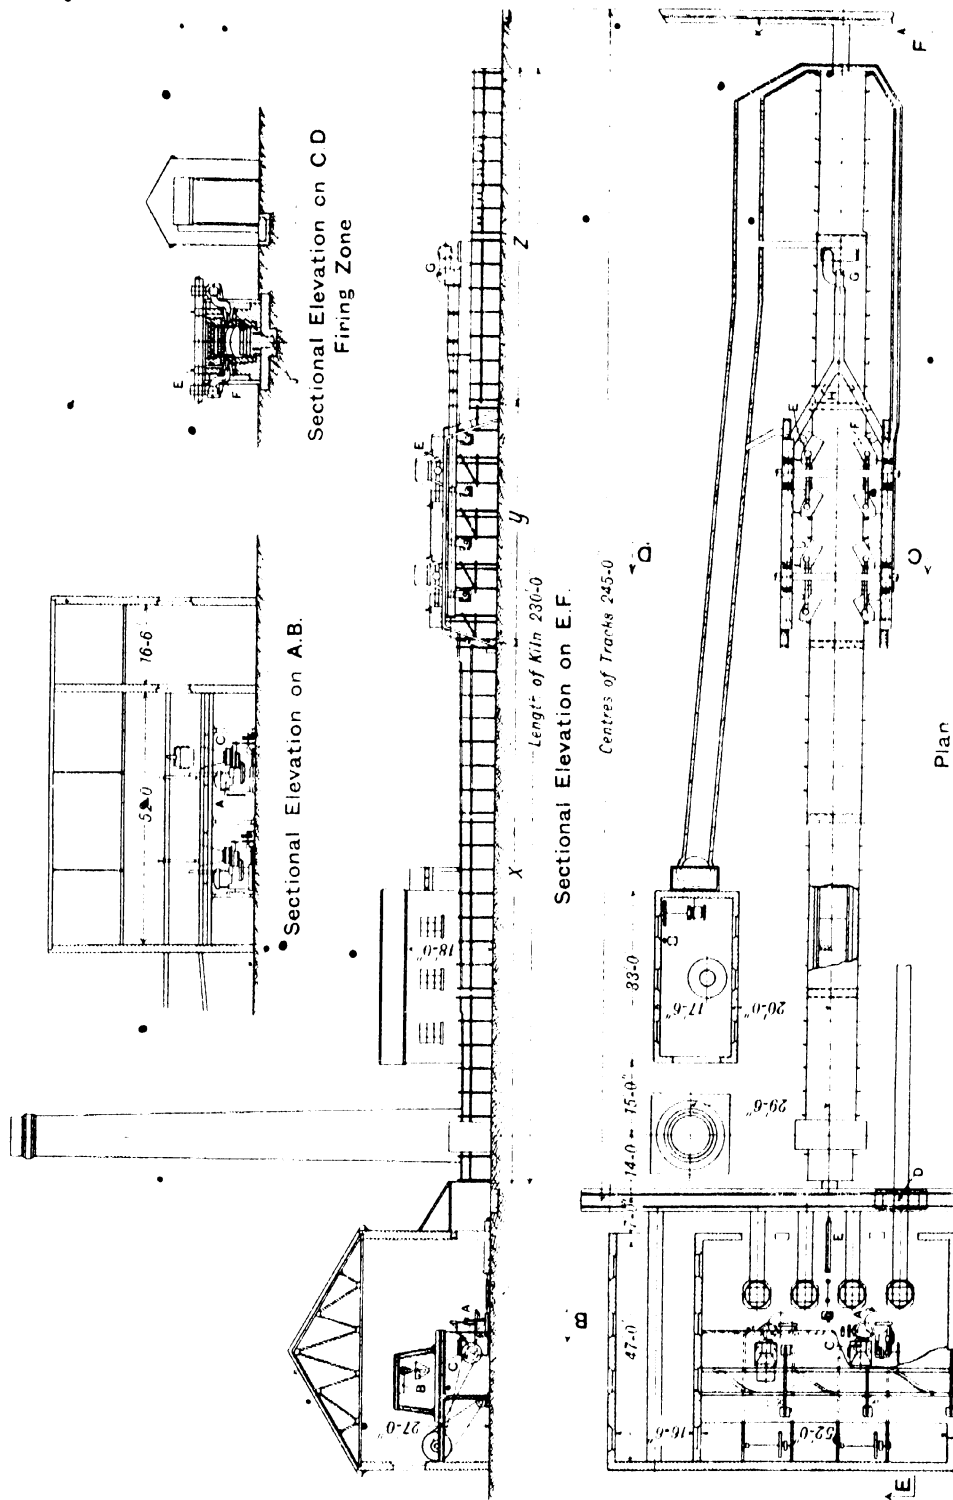 Sectional Elevation on A.B.
16-6
52-0
A
C
Sectional Elevation on C.D
Firing Zone
E
F
J
18'-0"
27'-0"
A
B
C
E
G
X
Y
Z
Length of Kiln 230-0
Sectional Elevation on E.F.
Centres of Tracks 245-0
47-0"
7'-0"
14-0"
15-0"
33-0
17'-6"
20'-0"
29'-6"
16-6"
52'-0"
B
D
C
A
F
E
K
G
H
E
F
D
E
A
C
Plan